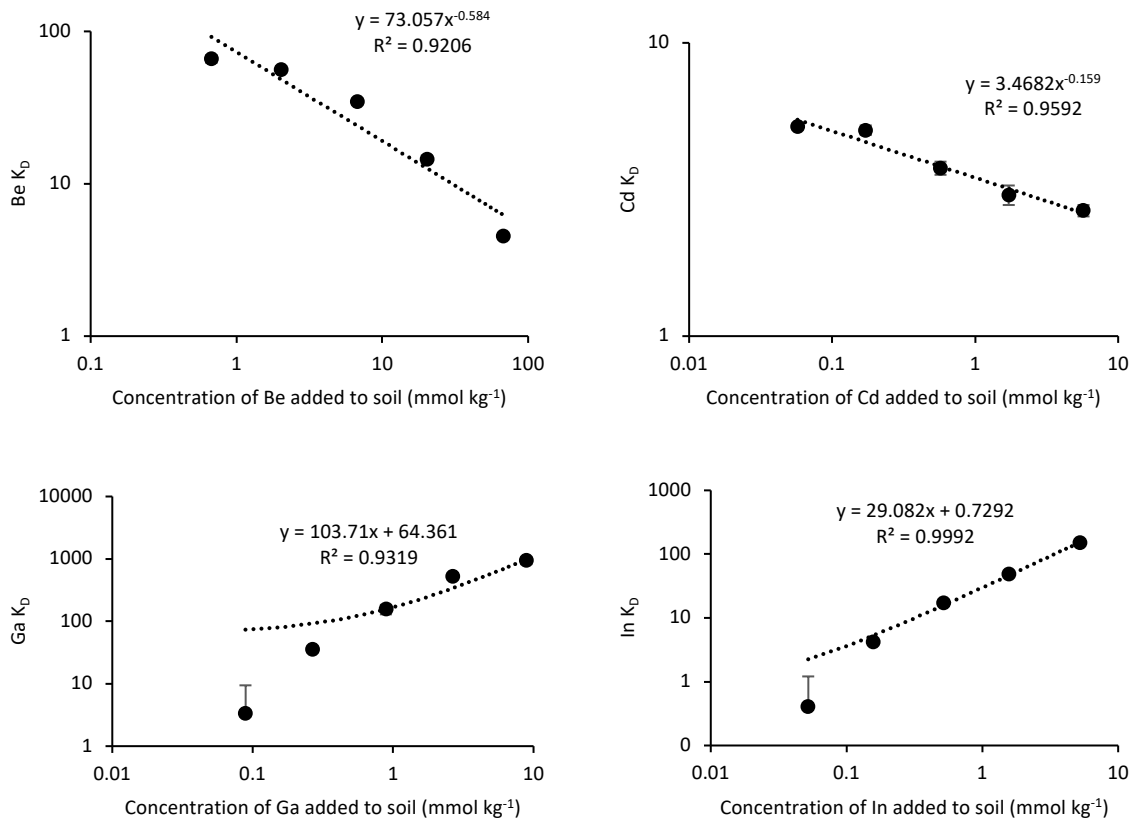 y = 73.057x⁻⁰·⁵⁸⁴
R² = 0.9206
100
10
1
Be K_D
0.1
1
10
100
Concentration of Be added to soil (mmol kg⁻¹)
y = 3.4682x⁻⁰·¹⁵⁹
R² = 0.9592
10
1
Cd K_D
0.01
0.1
1
10
Concentration of Cd added to soil (mmol kg⁻¹)
y = 103.71x + 64.361
R² = 0.9319
10000
1000
100
10
1
Ga K_D
0.01
0.1
1
10
Concentration of Ga added to soil (mmol kg⁻¹)
y = 29.082x + 0.7292
R² = 0.9992
1000
100
10
1
0
In K_D
0.01
0.1
1
10
Concentration of In added to soil (mmol kg⁻¹)